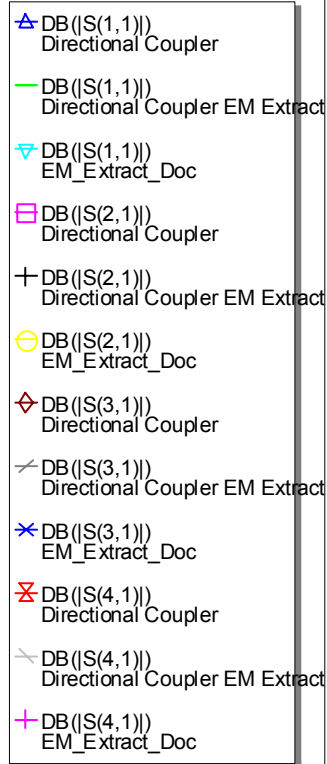 DB(|S(1,1)|)
Directional Coupler
DB(|S(1,1)|)
Directional Coupler EM Extract
DB(|S(1,1)|)
EM_Extract_Doc
DB(|S(2,1)|)
Directional Coupler
DB(|S(2,1)|)
Directional Coupler EM Extract
DB(|S(2,1)|)
EM_Extract_Doc
DB(|S(3,1)|)
Directional Coupler
DB(|S(3,1)|)
Directional Coupler EM Extract
DB(|S(3,1)|)
EM_Extract_Doc
DB(|S(4,1)|)
Directional Coupler
DB(|S(4,1)|)
Directional Coupler EM Extract
DB(|S(4,1)|)
EM_Extract_Doc